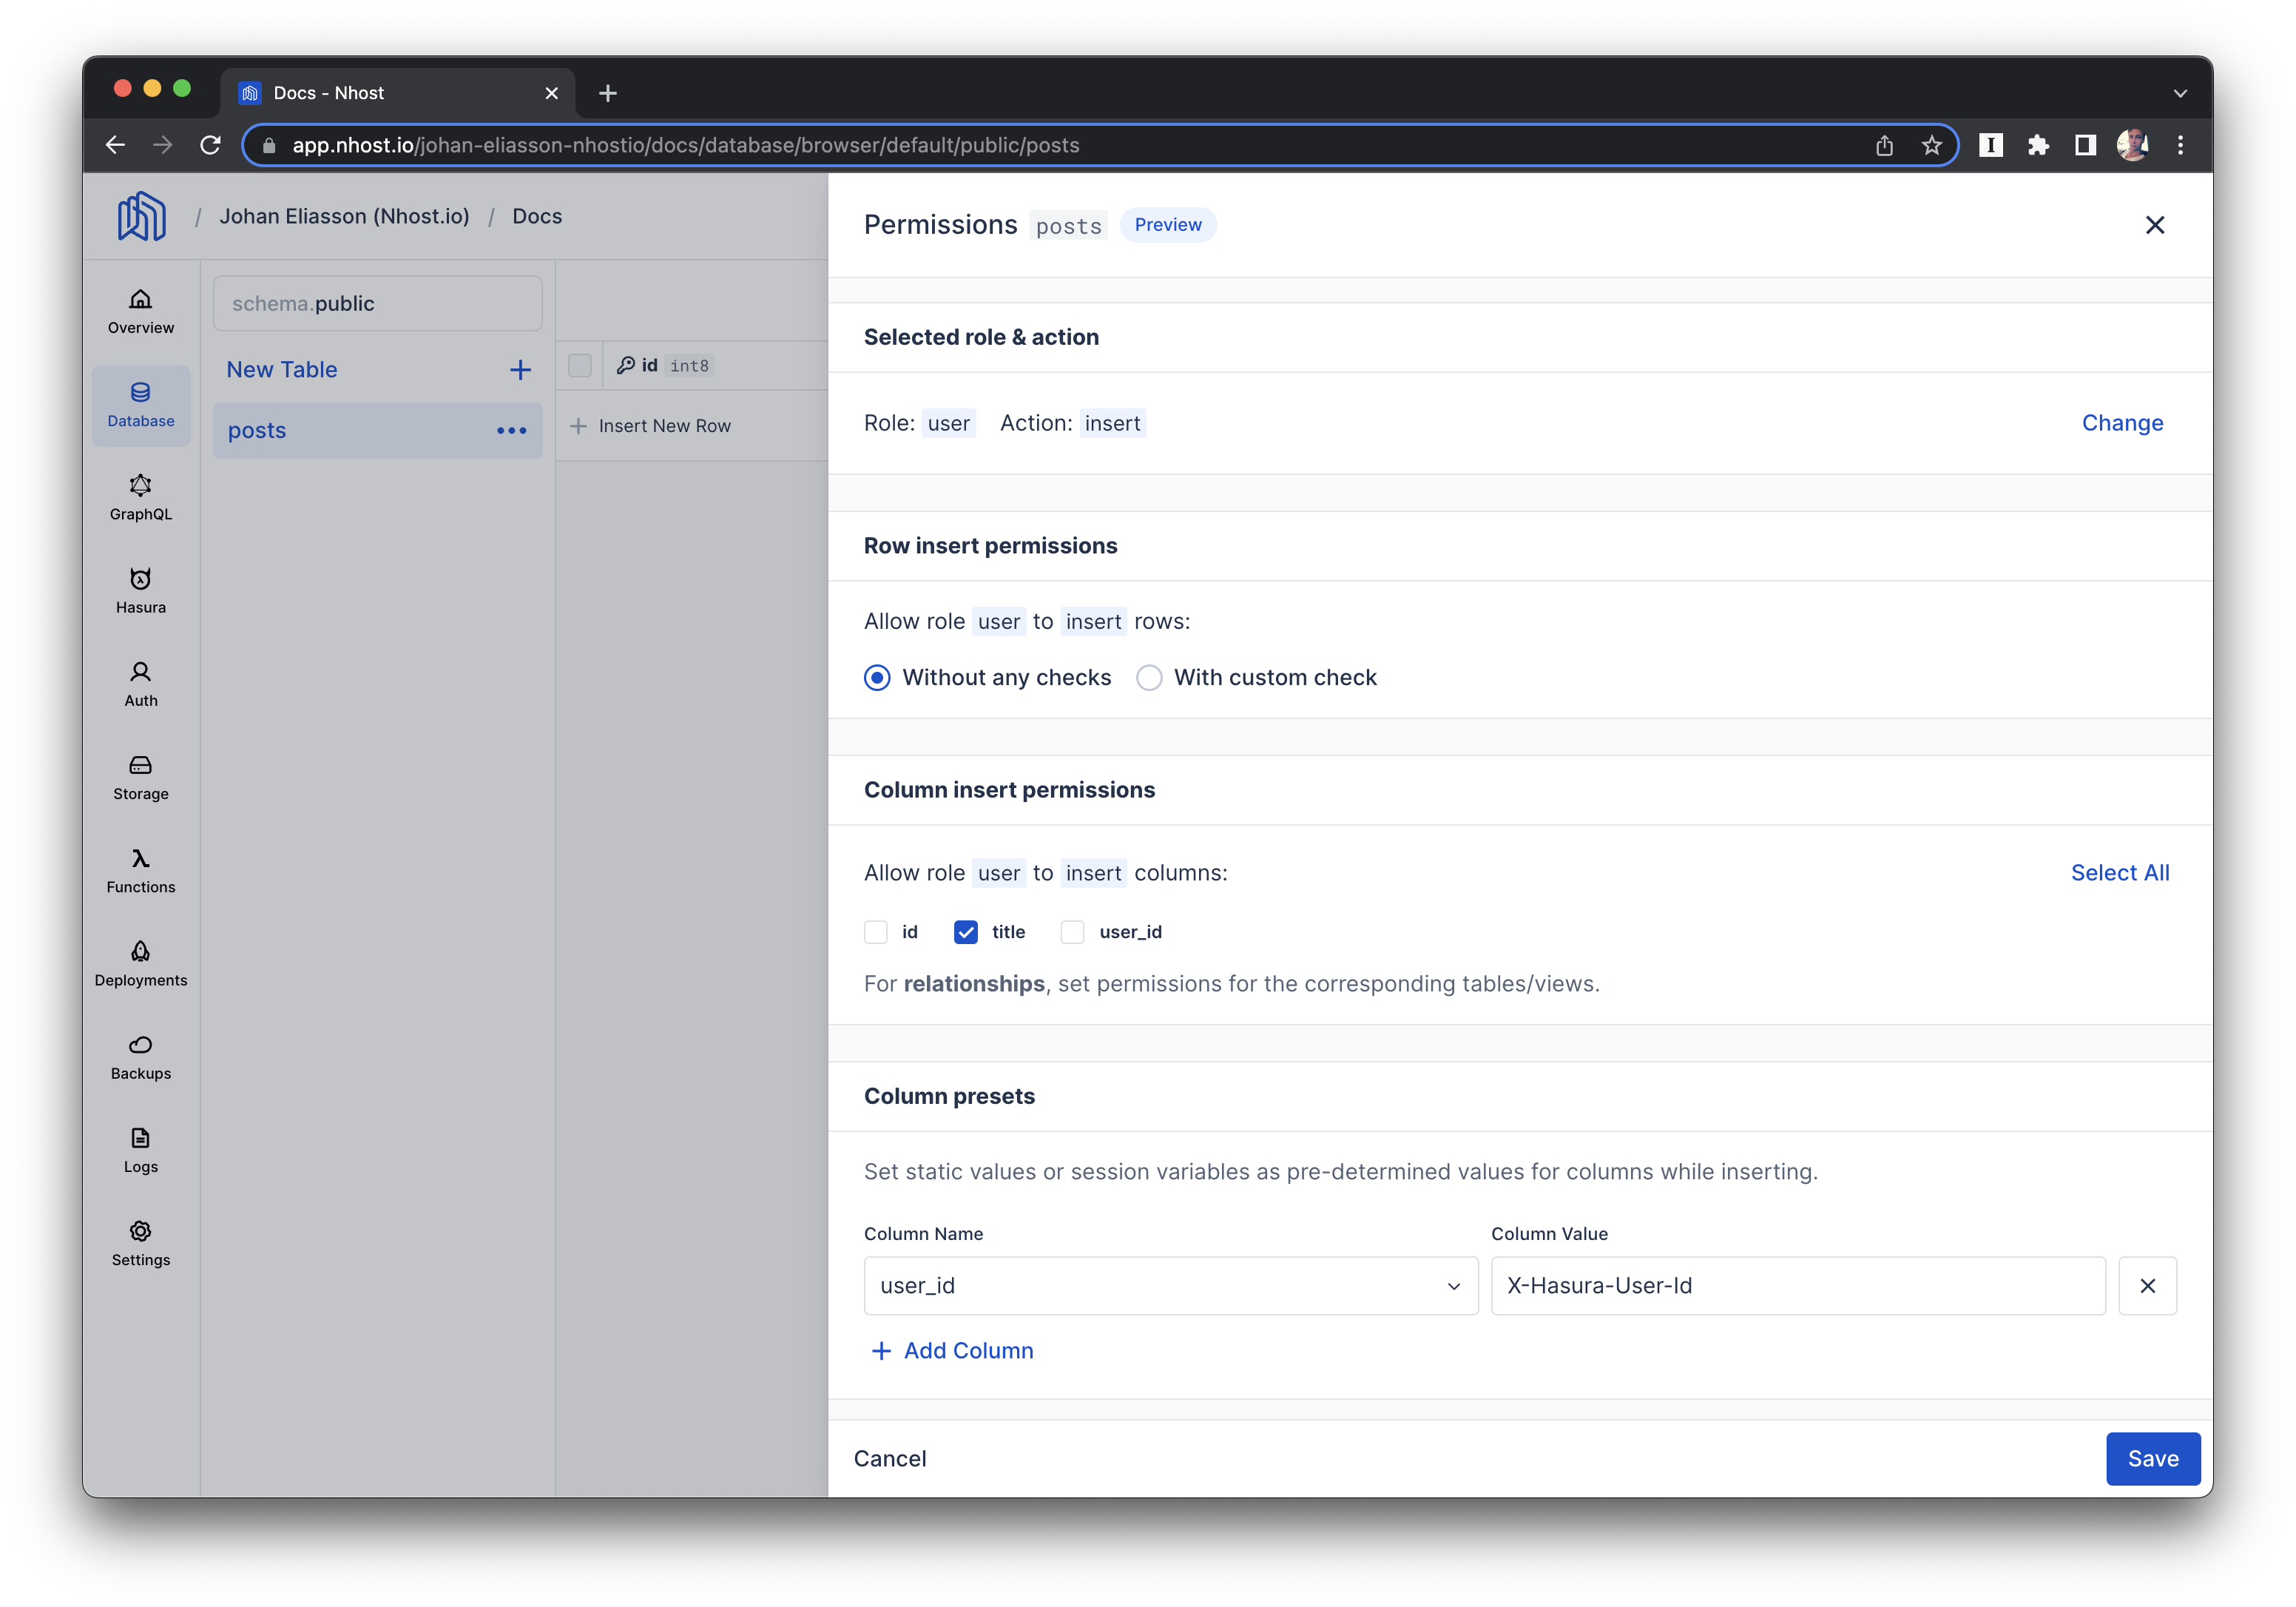 Docs - Nhost
app.nhost.io/johan-eliasson-nhostio/docs/database/browser/default/public/posts
/ Johan Eliasson (Nhost.io) / Docs
Overview
Database
GraphQL
Hasura
Auth
Storage
Functions
Deployments
Backups
Logs
Settings
schema.public
New Table
posts
id int8
Insert New Row
Permissions posts Preview
Selected role & action
Role: user Action: insert Change
Row insert permissions
Allow role user to insert rows:
Without any checks With custom check
Column insert permissions
Allow role user to insert columns: Select All
id title user_id
For relationships, set permissions for the corresponding tables/views.
Column presets
Set static values or session variables as pre-determined values for columns while inserting.
Column Name Column Value
user_id X-Hasura-User-Id
Add Column
Cancel Save